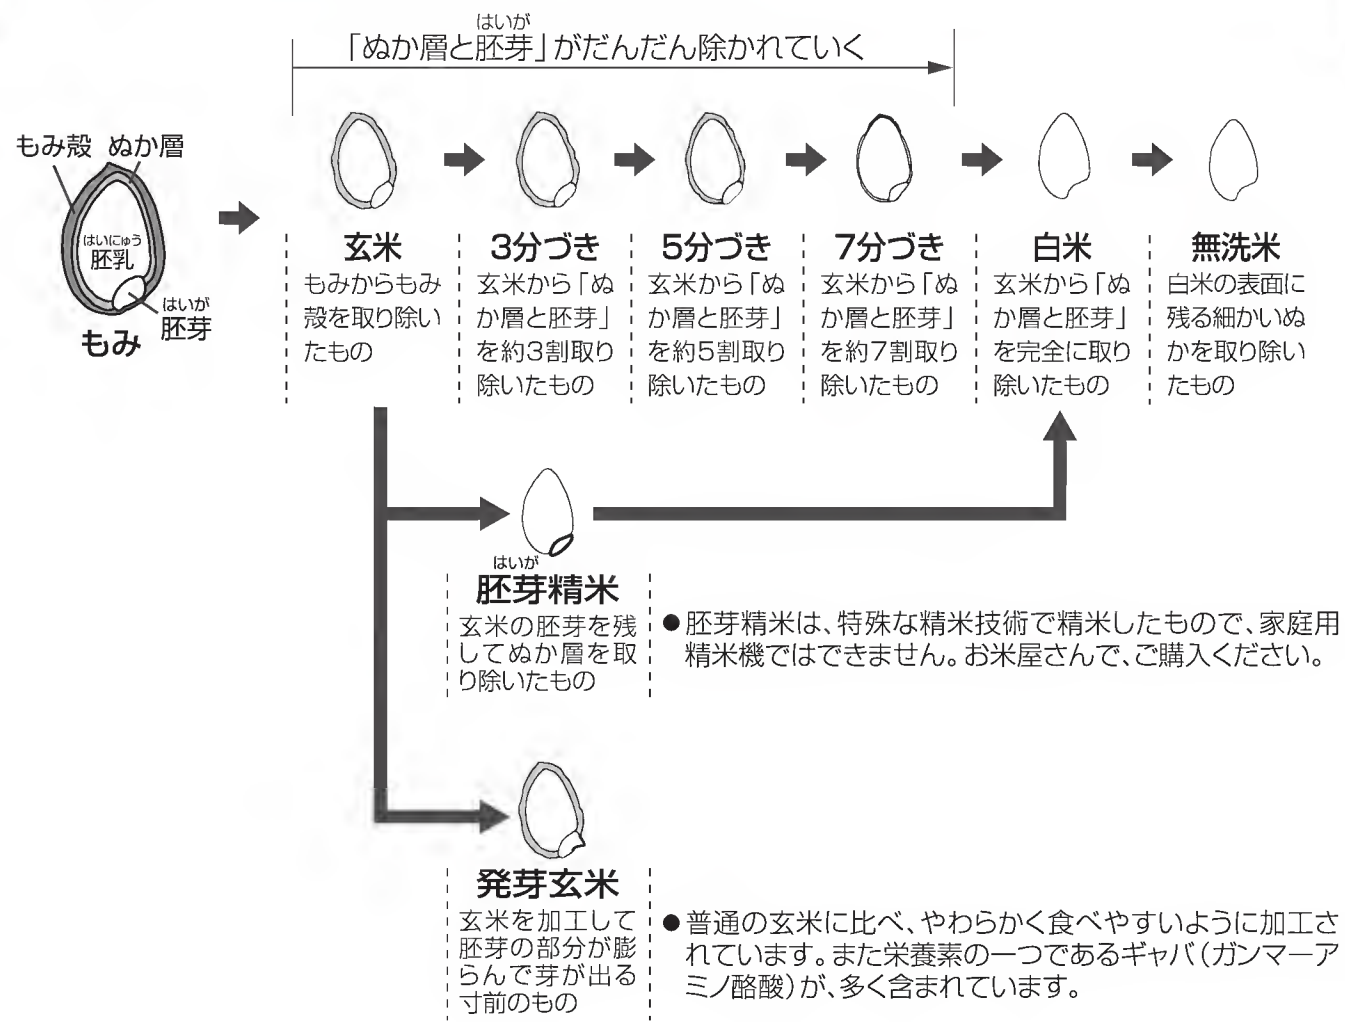 はいが
「ぬか層と胚芽」がだんだん除かれていく
もみ殻 ぬか層
はいにゅう
胚乳
はいが
胚芽
もみ
玄米
もみからもみ
殻を取り除い
たもの
3分づき
玄米から「ぬ
か層と胚芽」
を約3割取り
除いたもの
5分づき
玄米から「ぬ
か層と胚芽」
を約5割取り
除いたもの
7分づき
玄米から「ぬ
か層と胚芽」
を約7割取り
除いたもの
白米
玄米から「ぬ
か層と胚芽」
を完全に取り
除いたもの
無洗米
白米の表面に
残る細かいぬ
かを取り除い
たもの
はいが
胚芽精米
玄米の胚芽を残
してぬか層を取
り除いたもの
●胚芽精米は、特殊な精米技術で精米したもので、家庭用
精米機ではできません。お米屋さんで、ご購入ください。
発芽玄米
玄米を加工して
胚芽の部分が膨
らんで芽が出る
寸前のもの
●普通の玄米に比べ、やわらかく食べやすいように加工さ
れています。また栄養素の一つであるギャバ(ガンマーア
ミノ酪酸)が、多く含まれています。